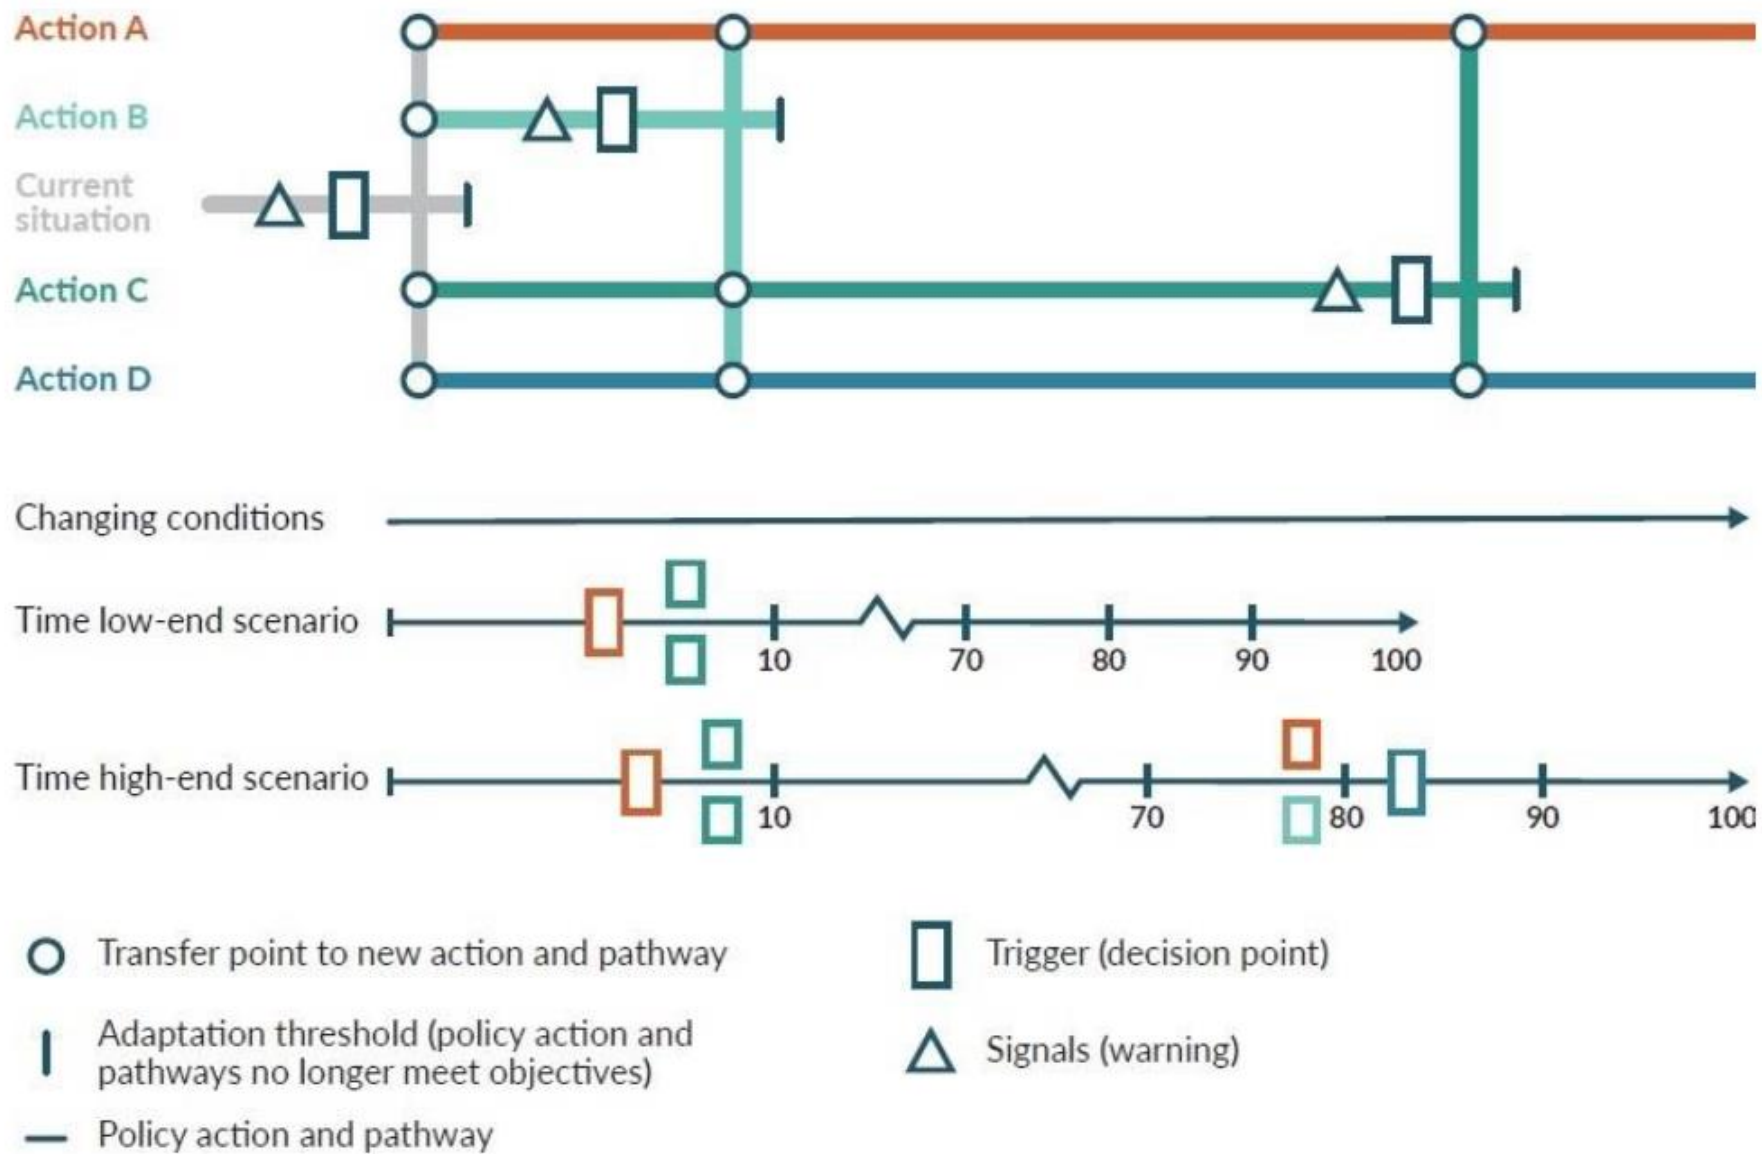 Action A
Action B
Current
situation
Action C
Action D
Changing conditions
Time low-end scenario
10
70
80
90
100
Time high-end scenario
10
70
80
90
100
Transfer point to new action and pathway
Trigger (decision point)
Adaptation threshold (policy action and
pathways no longer meet objectives)
Signals (warning)
Policy action and pathway